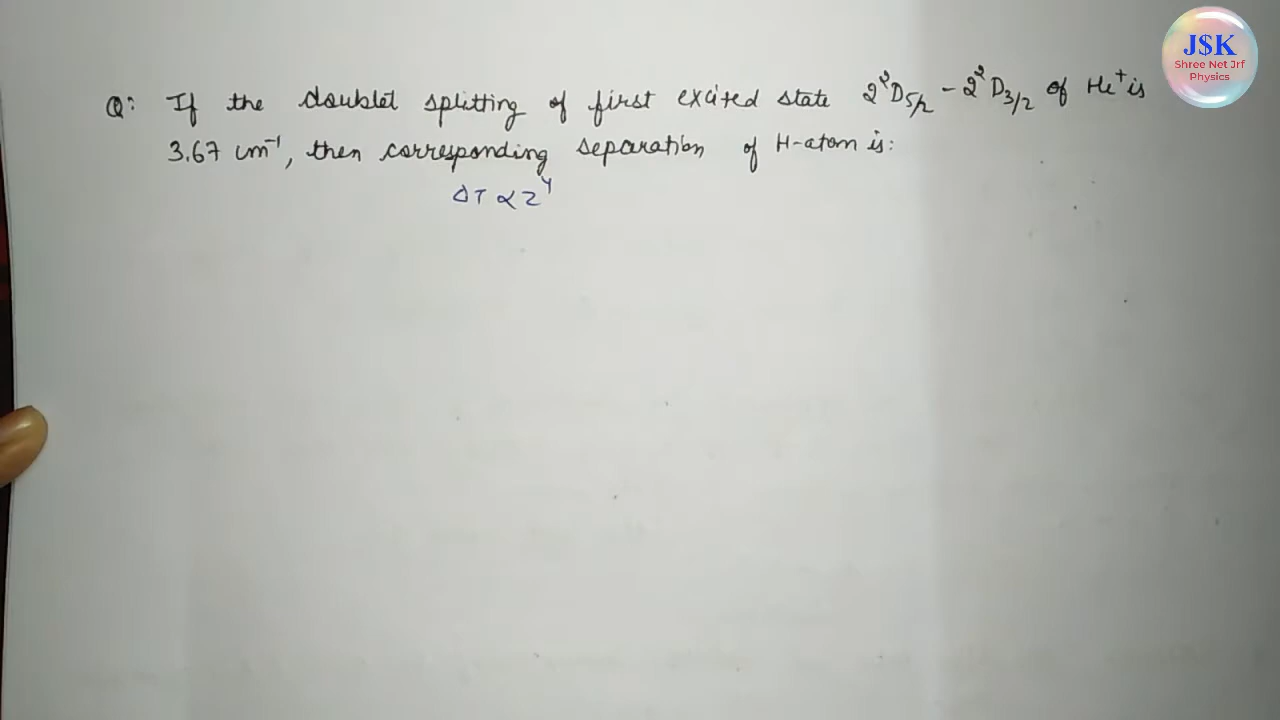 J$K
Shree Net Jrf
Physics
Q: If the doublet splitting of first excited state 2²D5/2 - 2²D3/2 of He⁺ is
3.67 cm⁻¹, then corresponding separation of H-atom is:
ΔT ∝ Z⁴